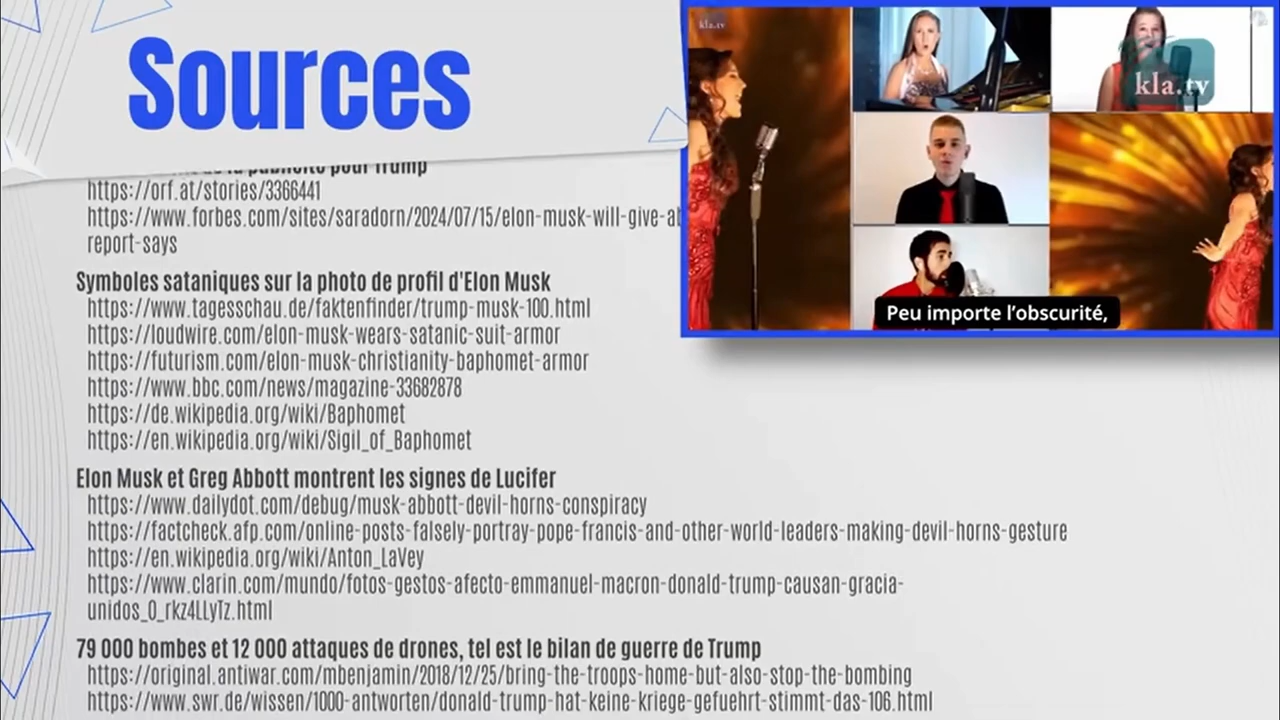 Sources
publicité pour Trump
https://orf.at/stories/3366441
https://www.forbes.com/sites/saradorn/2024/07/15/elon-musk-will-give-
report-says
Symboles sataniques sur la photo de profil d'Elon Musk
https://www.tagesschau.de/faktenfinder/trump-musk-100.html
https://loudwire.com/elon-musk-wears-satanic-suit-armor
https://futurism.com/elon-musk-christianity-baphomet-armor
https://www.bbc.com/news/magazine-33682878
https://de.wikipedia.org/wiki/Baphomet
https://en.wikipedia.org/wiki/Sigil_of_Baphomet
Elon Musk et Greg Abbott montrent les signes de Lucifer
https://www.dailydot.com/debug/musk-abbott-devil-horns-conspiracy
https://factcheck.afp.com/online-posts-falsely-portray-pope-francis-and-other-world-leaders-making-devil-horns-gesture
https://en.wikipedia.org/wiki/Anton_LaVey
https://www.clarin.com/mundo/fotos-gestos-afecto-emmanuel-macron-donald-trump-causan-gracia-
unidos_0_rkz4LLyTz.html
79 000 bombes et 12 000 attaques de drones, tel est le bilan de guerre de Trump
https://original.antiwar.com/mbenjamin/2018/12/25/bring-the-troops-home-but-also-stop-the-bombing
https://www.swr.de/wissen/1000-antworten/donald-trump-hat-keine-kriege-gefuehrt-stimmt-das-106.html
kla.tv
kla.tv
Peu importe l'obscurité,